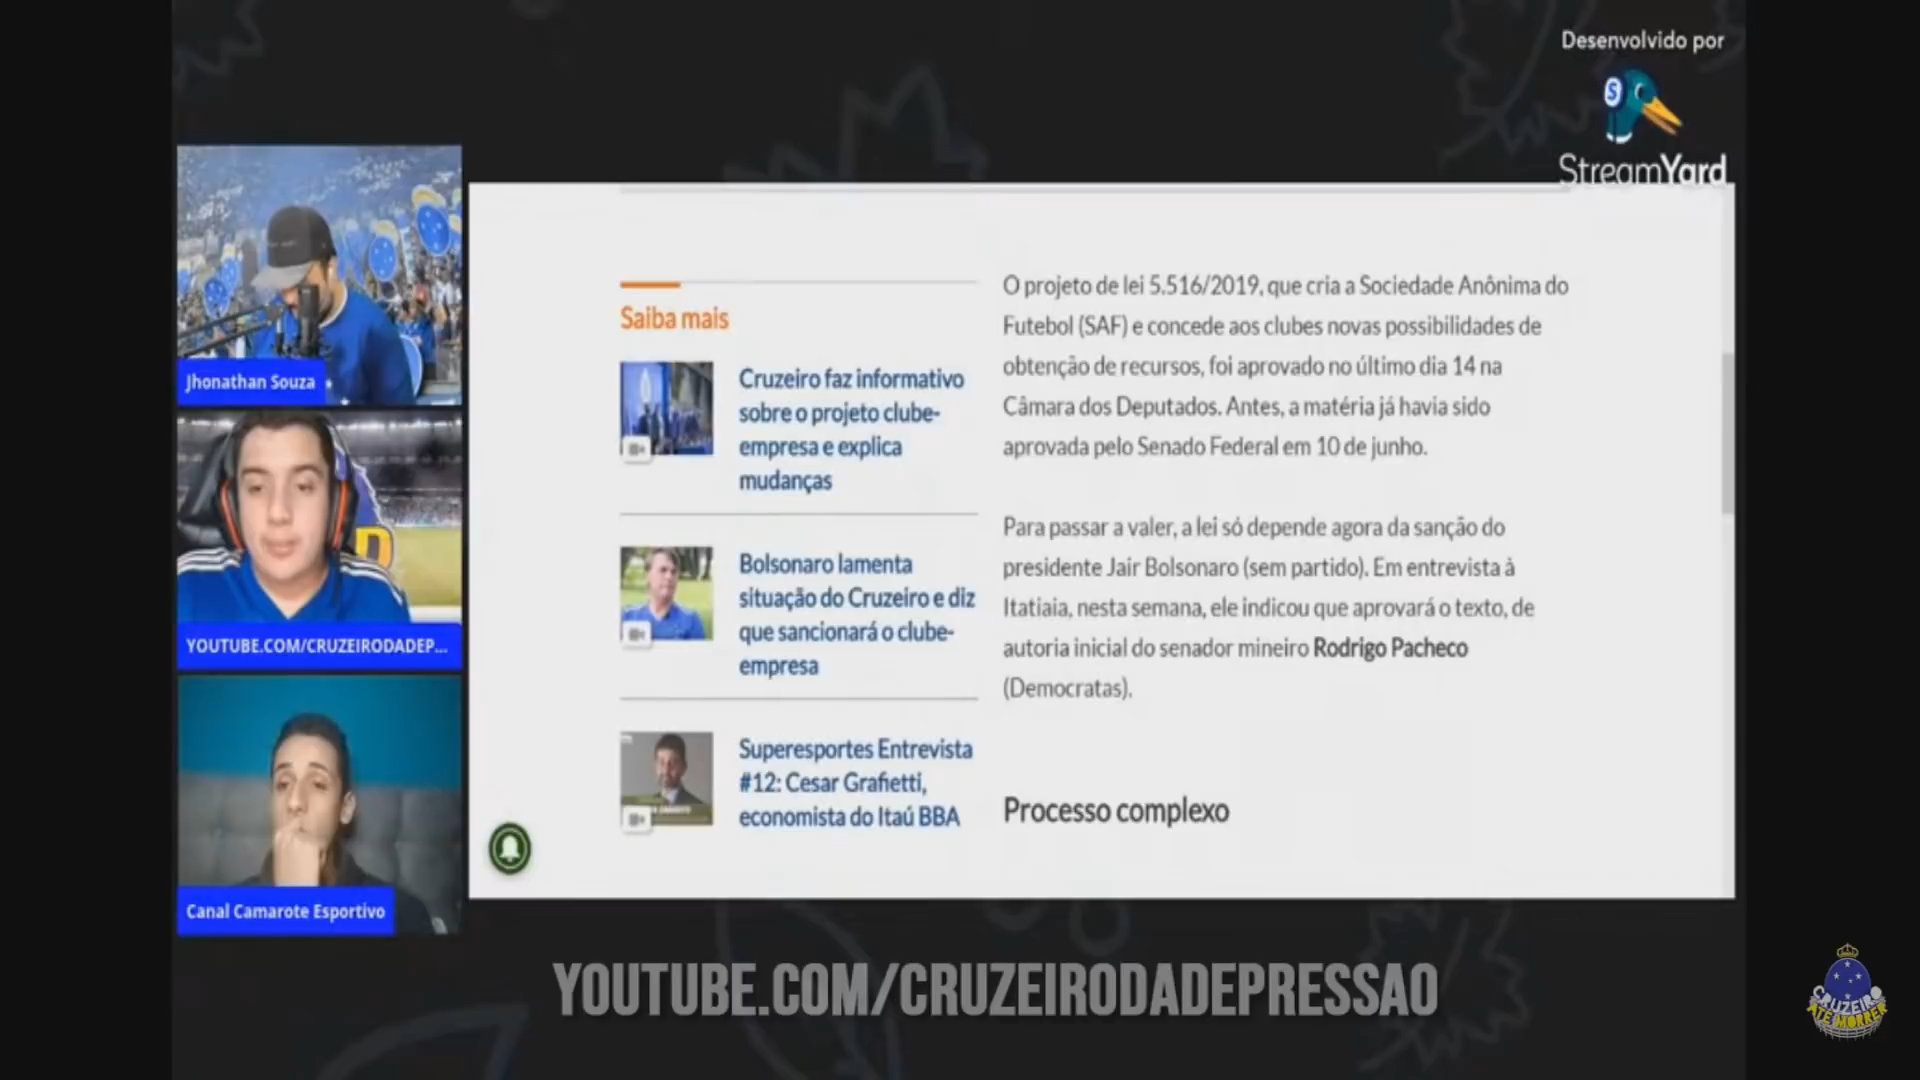 Desenvolvido por
S
StreamYard
Jhonathan Souza
YOUTUBE.COM/CRUZEIRODADEP...
Canal Camarote Esportivo
Saiba mais
Cruzeiro faz informativo
sobre o projeto clube-
empresa e explica
mudanças
Bolsonaro lamenta
situação do Cruzeiro e diz
que sancionará o clube-
empresa
Superesportes Entrevista
#12: Cesar Grafietti,
economista do Itaú BBA
O projeto de lei 5.516/2019, que cria a Sociedade Anônima do
Futebol (SAF) e concede aos clubes novas possibilidades de
obtenção de recursos, foi aprovado no último dia 14 na
Câmara dos Deputados. Antes, a matéria já havia sido
aprovada pelo Senado Federal em 10 de junho.
Para passar a valer, a lei só depende agora da sanção do
presidente Jair Bolsonaro (sem partido). Em entrevista à
Itatiaia, nesta semana, ele indicou que aprovará o texto, de
autoria inicial do senador mineiro Rodrigo Pacheco
(Democratas).
Processo complexo
YOUTUBE.COM/CRUZEIRODADEPRESSAO
CRUZEIRO
ATÉ MORRER